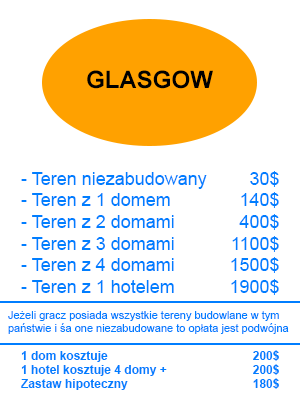 GLASGOW
- Teren niezabudowany 30$
- Teren z 1 domem 140$
- Teren z 2 domami 400$
- Teren z 3 domami 1100$
- Teren z 4 domami 1500$
- Teren z 1 hotelem 1900$
Jeżeli gracz posiada wszystkie tereny budowlane w tym
państwie i śa one niezabudowane to opłata jest podwójna
1 dom kosztuje 200$
1 hotel kosztuje 4 domy + 200$
Zastaw hipoteczny 180$